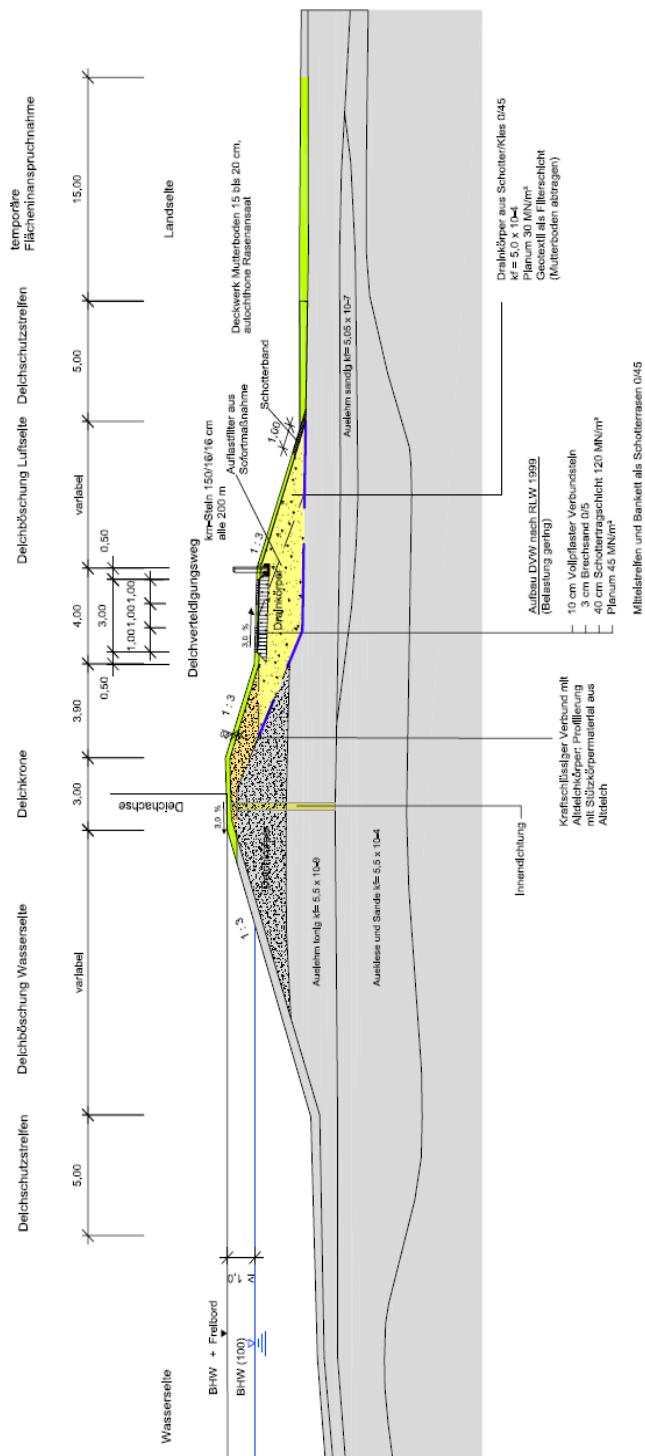 temporäre
Flächeninanspruchnahme
Deichschutzstreifen
Deichböschung Wasserseite
Deichkrone
Deichböschung Luftseite
Deichschutzstreifen
5,00
variabel
3,00
3,90
4,00
variabel
5,00
15,00
0,50
3,00
0,50
1,00
1,00
1,00
Wasserseite
Deichachse
Deichverteidigungsweg
Landseite
km-Stein 150/16/16 cm
alle 200 m
Auflastfilter aus
Sofortmaßnahme
Schotterband
Deckwerk Mutterboden 15 bis 20 cm,
autochthone Rasenansaat
BHW + Freibord
BHW (100)
1,0
1 : 3
3,0 %
1 : 3
3,0 %
1 : 3
1,00
Drainkörper
Auelehm tonig kf= 5,5 x 10-9
Auelehm sandig kf= 5,05 x 10-7
Auekiese und Sande kf= 5,5 x 10-4
Innendichtung
Kraftschlüssiger Verbund mit
Altdeichkörper; Profilierung
mit Stützkörpermaterial aus
Altdeich
Aufbau DVW nach RLW 1999
(Belastung gering)
10 cm Vollpflaster Verbundstein
3 cm Brechsand 0/5
40 cm Schottertragschicht 120 MN/m²
Planum 45 MN/m²
Mittelstreifen und Bankett als Schotterrasen 0/45
Drainkörper aus Schotter/Kies 0/45
kf = 5,0 x 10-4
Planum 30 MN/m²
Geotextil als Filterschicht
(Mutterboden abtragen)